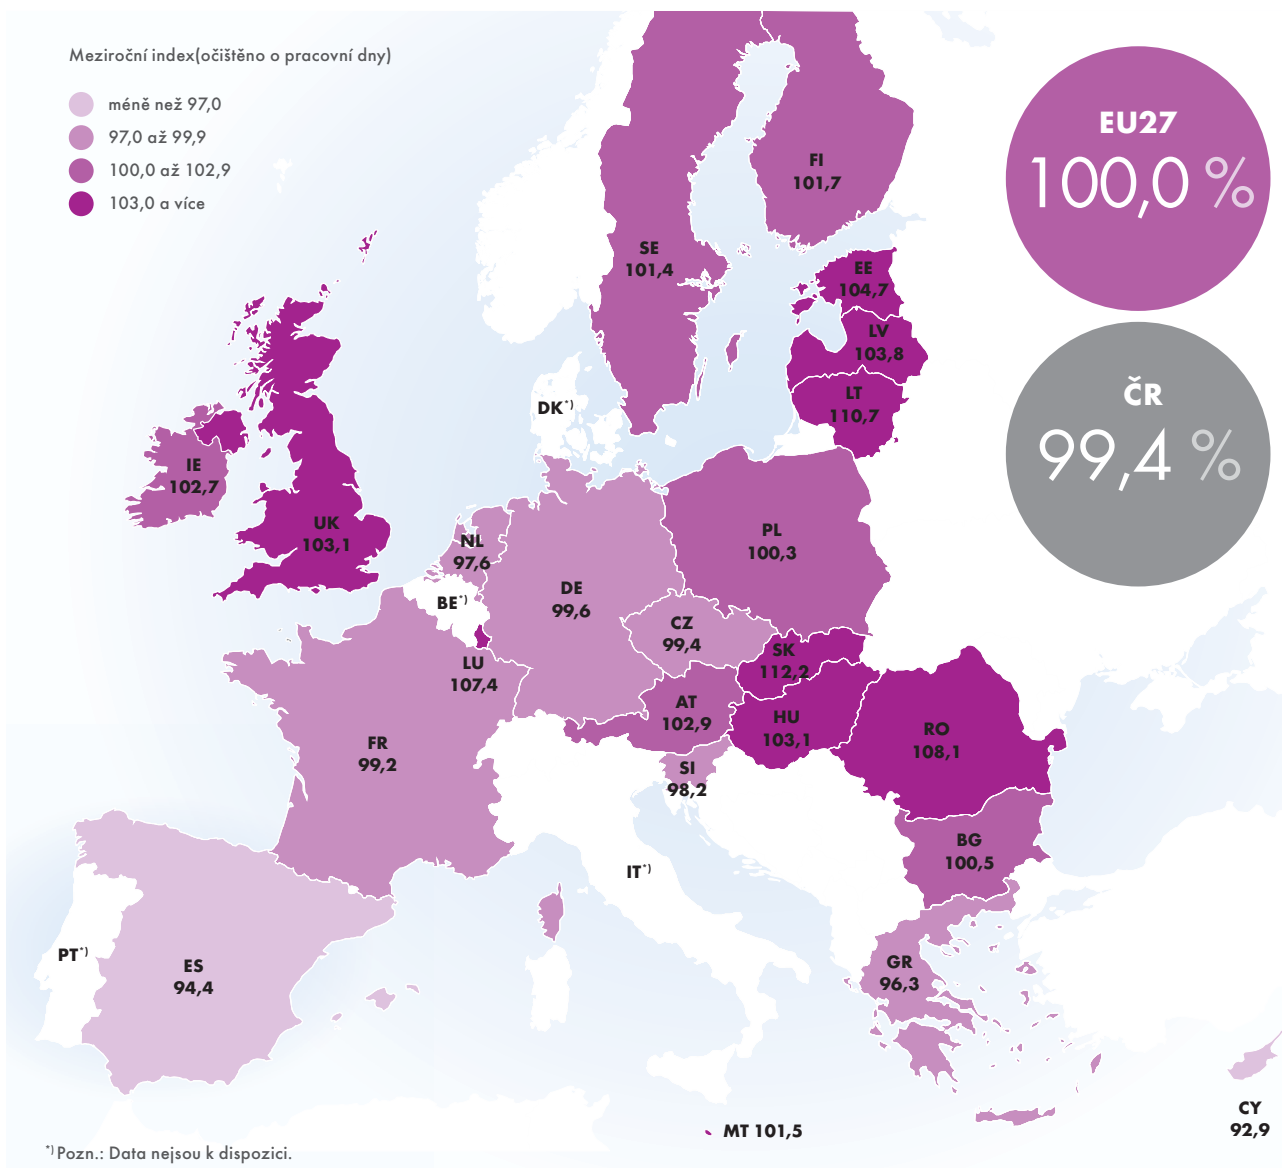 Meziroční index(očištěno o pracovní dny)
méně než 97,0
97,0 až 99,9
100,0 až 102,9
103,0 a více
EU27
100,0 %
ČR
99,4 %
FI
101,7
SE
101,4
EE
104,7
LV
103,8
LT
110,7
DK*)
IE
102,7
UK
103,1
NL
97,6
BE*)
DE
99,6
PL
100,3
CZ
99,4
SK
112,2
LU
107,4
AT
102,9
HU
103,1
RO
108,1
FR
99,2
SI
98,2
BG
100,5
IT*)
PT*)
ES
94,4
GR
96,3
CY
92,9
MT 101,5
*) Pozn.: Data nejsou k dispozici.